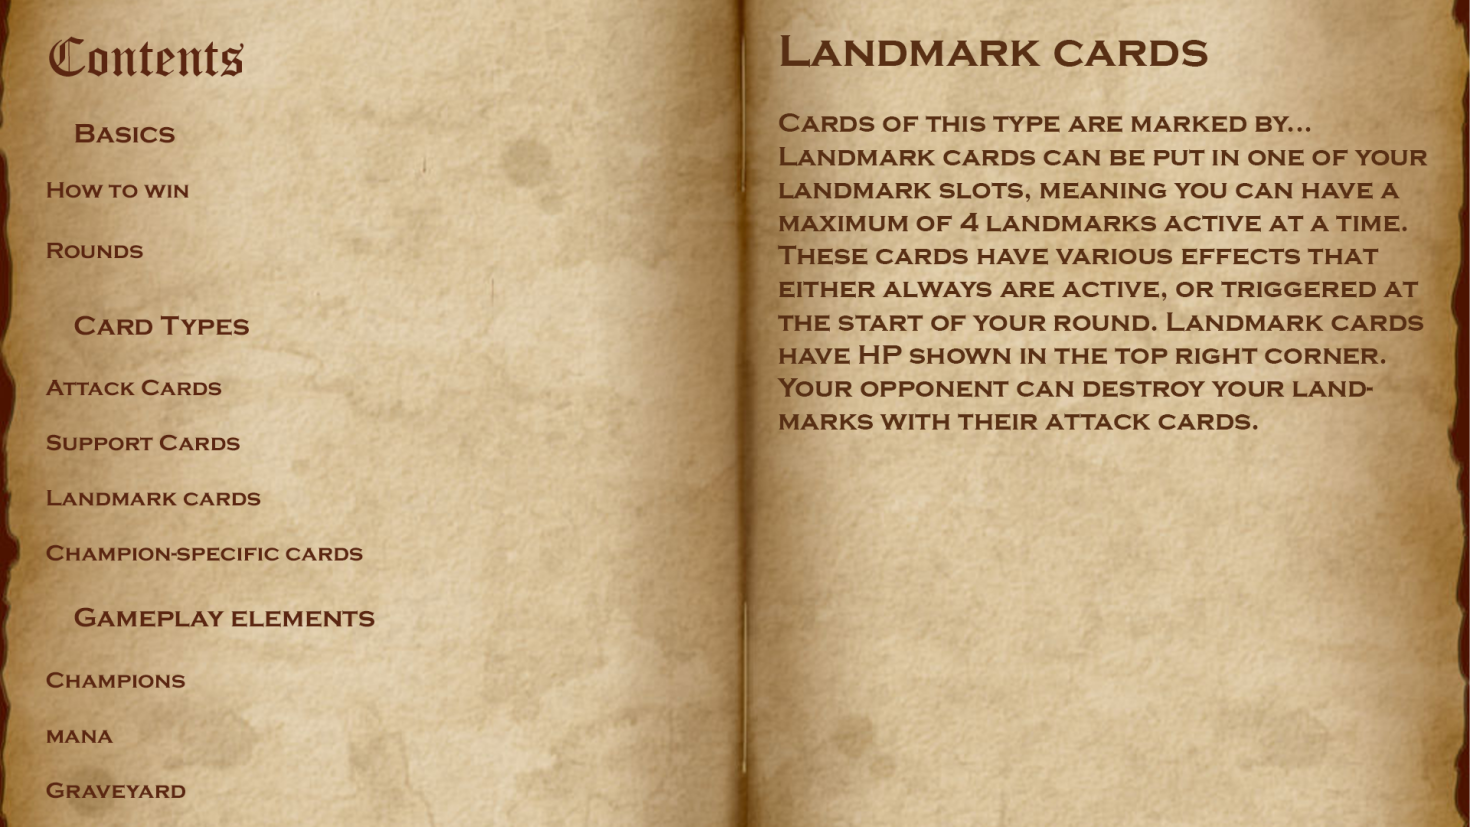 Contents
Basics
How to win
Rounds
Card Types
Attack Cards
Support Cards
Landmark cards
Champion-specific cards
Gameplay elements
Champions
mana
Graveyard
Landmark cards
Cards of this type are marked by...
Landmark cards can be put in one of your
landmark slots, meaning you can have a
maximum of 4 landmarks active at a time.
These cards have various effects that
either always are active, or triggered at
the start of your round. Landmark cards
have HP shown in the top right corner.
Your opponent can destroy your land-
marks with their attack cards.